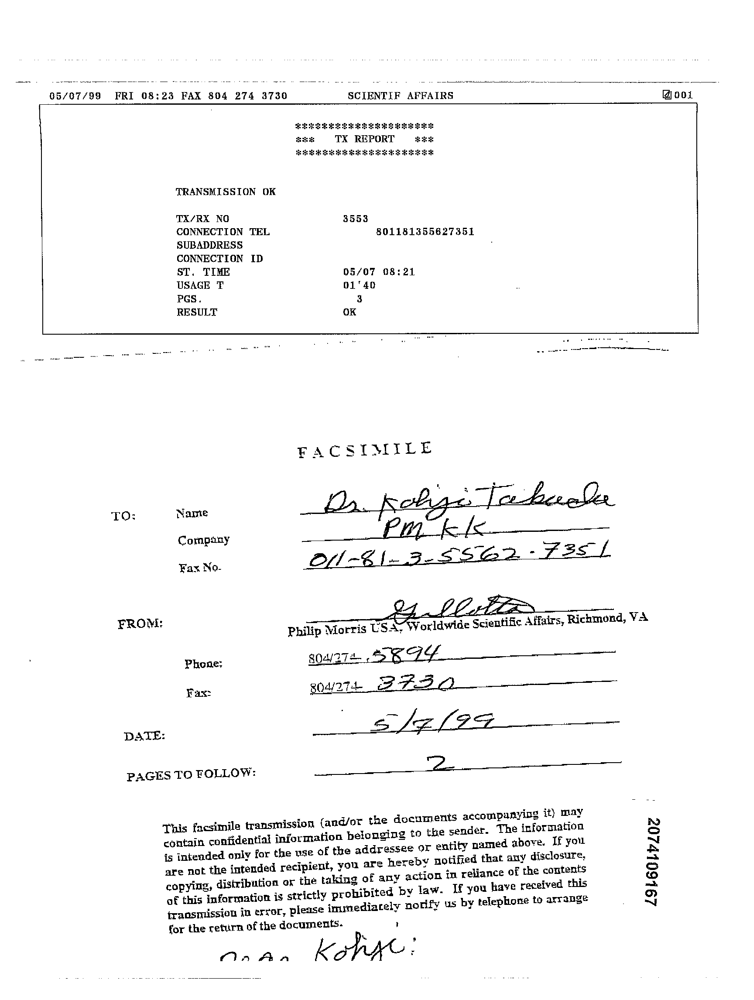 05/07/99 FRI 08:23 FAX 804 274 3730 SCIENTIF AFFAIRS 001
*********************
*** TX REPORT ***
*********************
TRANSMISSION OK
TX/RX NO 3553
CONNECTION TEL 801181355627351
SUBADDRESS
CONNECTION ID
ST. TIME 05/07 08:21
USAGE T 01'40
PGS. 3
RESULT OK
FACSIMILE
TO: Name Dr. Kohji Takada
Company PM KK
Fax No. 011-81-3-5562-7351
FROM:
Philip Morris USA, Worldwide Scientific Affairs, Richmond, VA
Phone: 804/274-5894
Fax: 804/274-3730
DATE: 5/7/99
PAGES TO FOLLOW: 2
This facsimile transmission (and/or the documents accompanying it) may
contain confidential information belonging to the sender. The information
is intended only for the use of the addressee or entity named above. If you
are not the intended recipient, you are hereby notified that any disclosure,
copying, distribution or the taking of any action in reliance of the contents
of this information is strictly prohibited by law. If you have received this
transmission in error, please immediately notify us by telephone to arrange
for the return of the documents.
2074109167